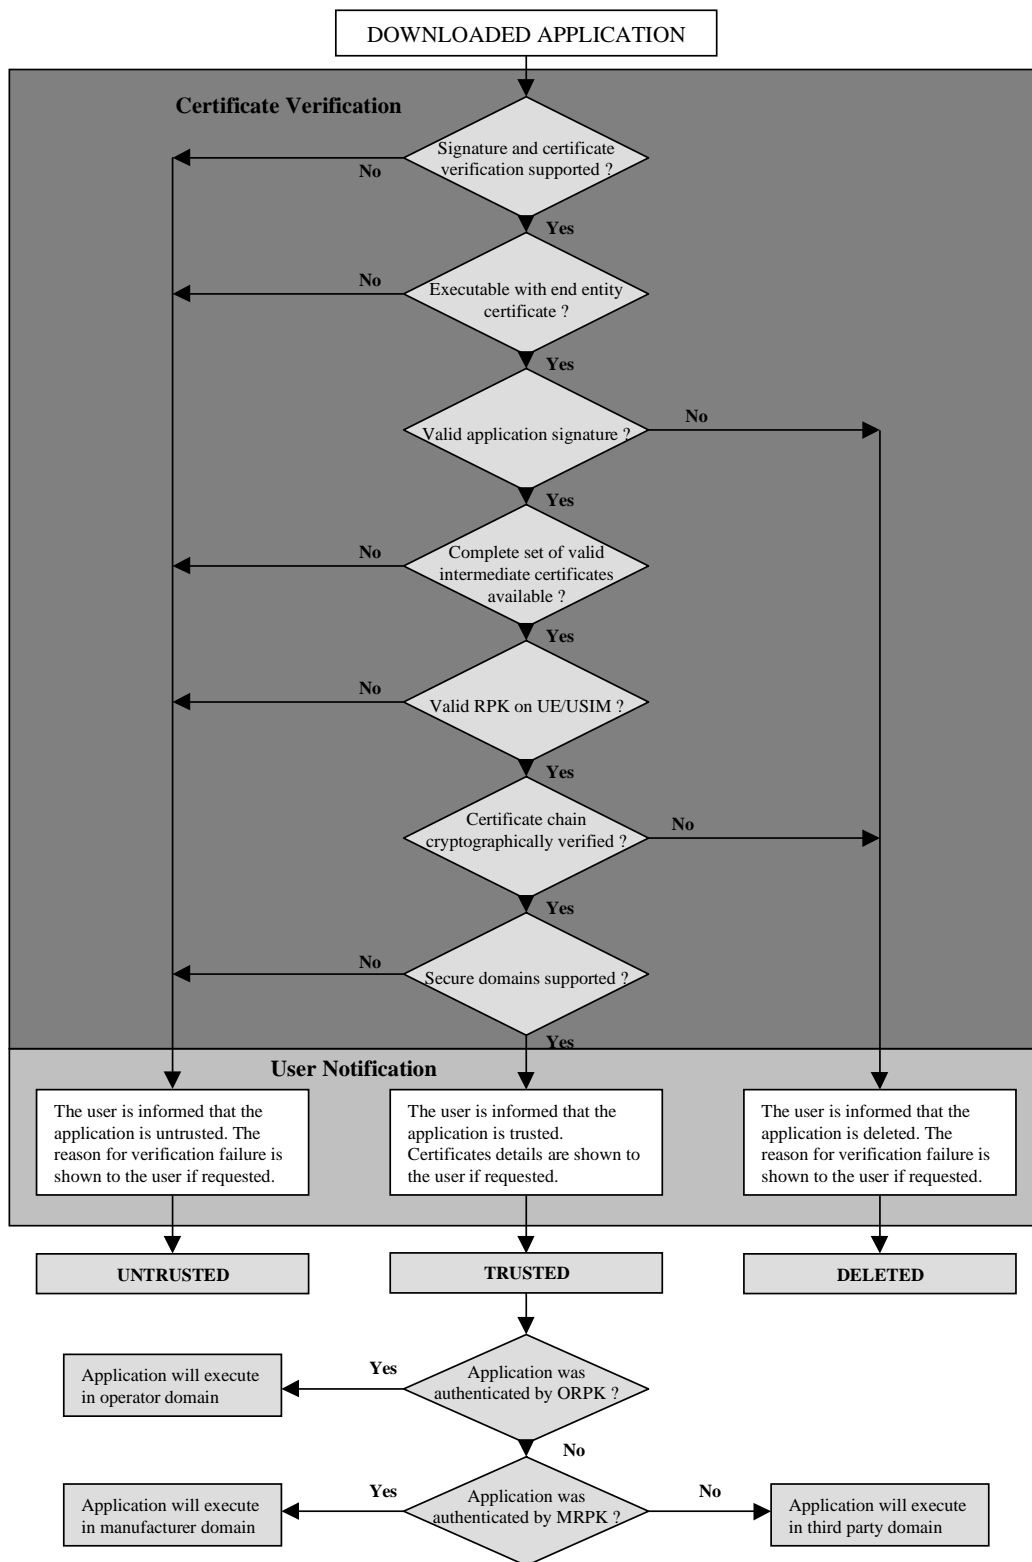 DOWNLOADED APPLICATION
Certificate Verification
Signature and certificate
verification supported ?
No
Yes
Executable with end entity
certificate ?
No
Yes
Valid application signature ?
No
Yes
Complete set of valid
intermediate certificates
available ?
No
Yes
Valid RPK on UE/USIM ?
No
Yes
Certificate chain
cryptographically verified ?
No
Yes
Secure domains supported ?
No
Yes
User Notification
The user is informed that the
application is untrusted. The
reason for verification failure is
shown to the user if requested.
The user is informed that the
application is trusted.
Certificates details are shown to
the user if requested.
The user is informed that the
application is deleted. The
reason for verification failure is
shown to the user if requested.
UNTRUSTED
TRUSTED
DELETED
Application was
authenticated by ORPK ?
Yes
Application will execute
in operator domain
No
Application was
authenticated by MRPK ?
Yes
Application will execute
in manufacturer domain
No
Application will execute
in third party domain